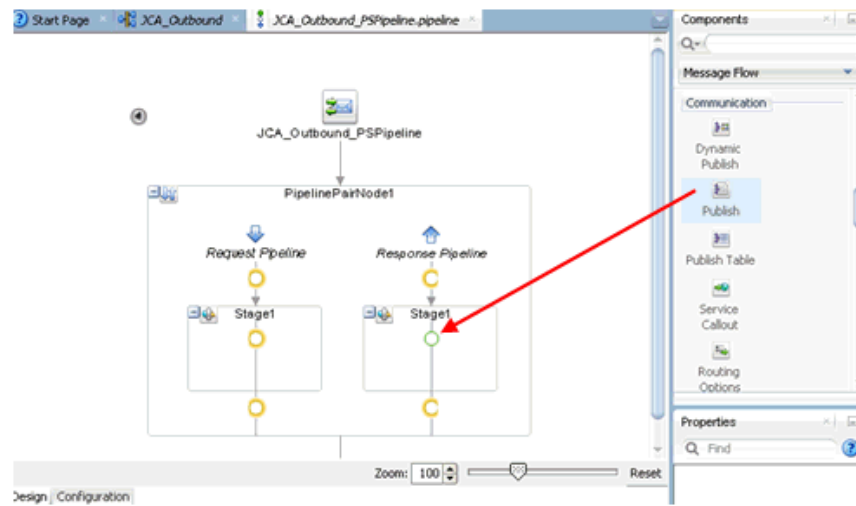 Start Page
JCA_Outbound
JCA_Outbound_PSPipeline.pipeline
JCA_Outbound_PSPipeline
PipelinePairNode1
Request Pipeline
Response Pipeline
Stage1
Stage1
Zoom: 100
Reset
Design
Configuration
Components
Message Flow
Communication
Dynamic
Publish
Publish
Publish Table
Service
Callout
Routing
Options
Properties
Find